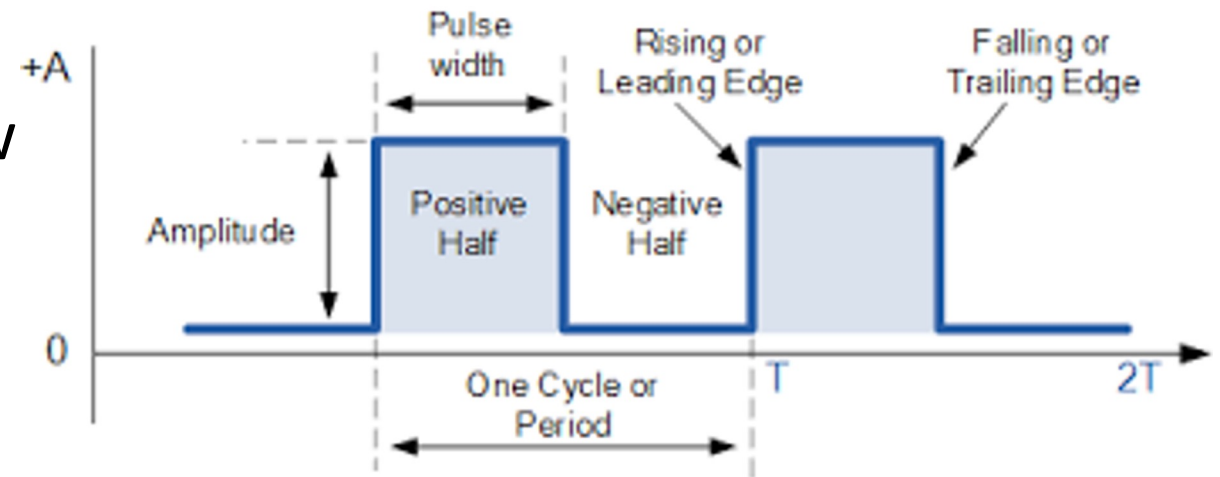 Pulse
width
Rising or
Leading Edge
Falling or
Trailing Edge
+A
Positive
Half
Negative
Half
Amplitude
0
T
2T
One Cycle or
Period